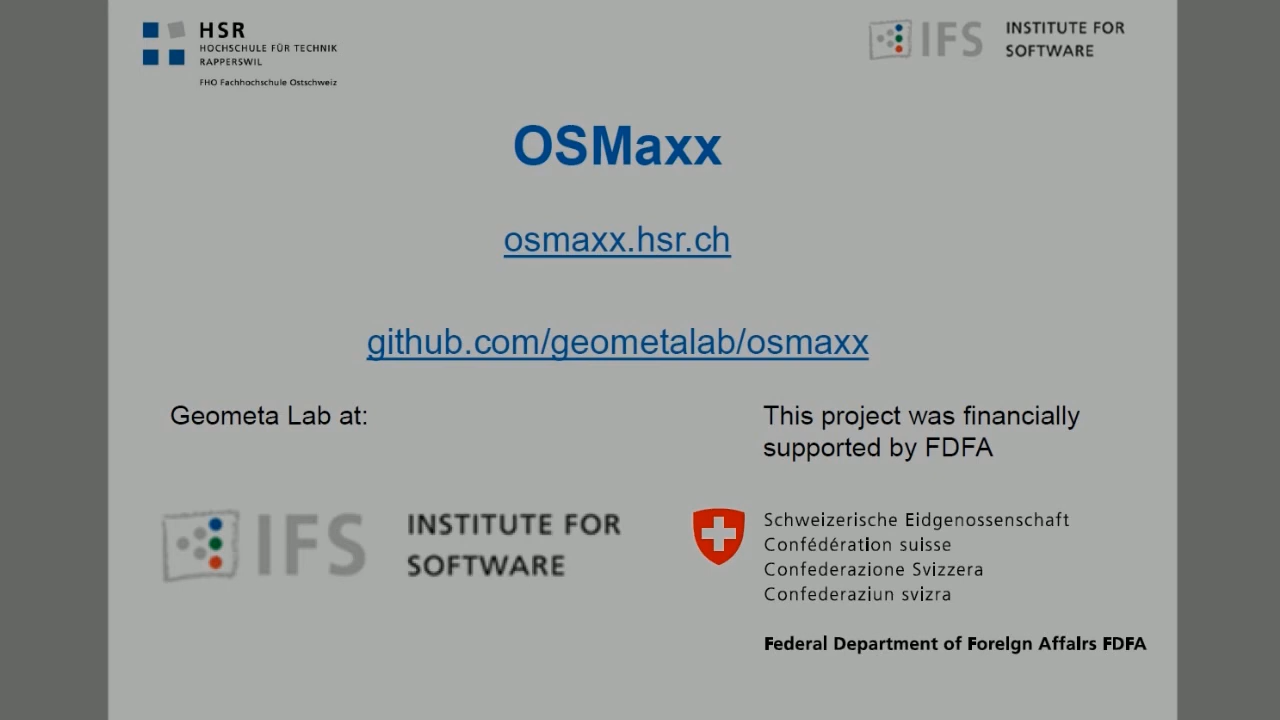 HSR
HOCHSCHULE FÜR TECHNIK
RAPPERSWIL
FHO Fachhochschule Ostschweiz
IFS
INSTITUTE FOR
SOFTWARE
OSMaxx
osmaxx.hsr.ch
github.com/geometalab/osmaxx
Geometa Lab at:
This project was financially
supported by FDFA
IFS
INSTITUTE FOR
SOFTWARE
Schweizerische Eidgenossenschaft
Confédération suisse
Confederazione Svizzera
Confederaziun svizra
Federal Department of Foreign Affairs FDFA